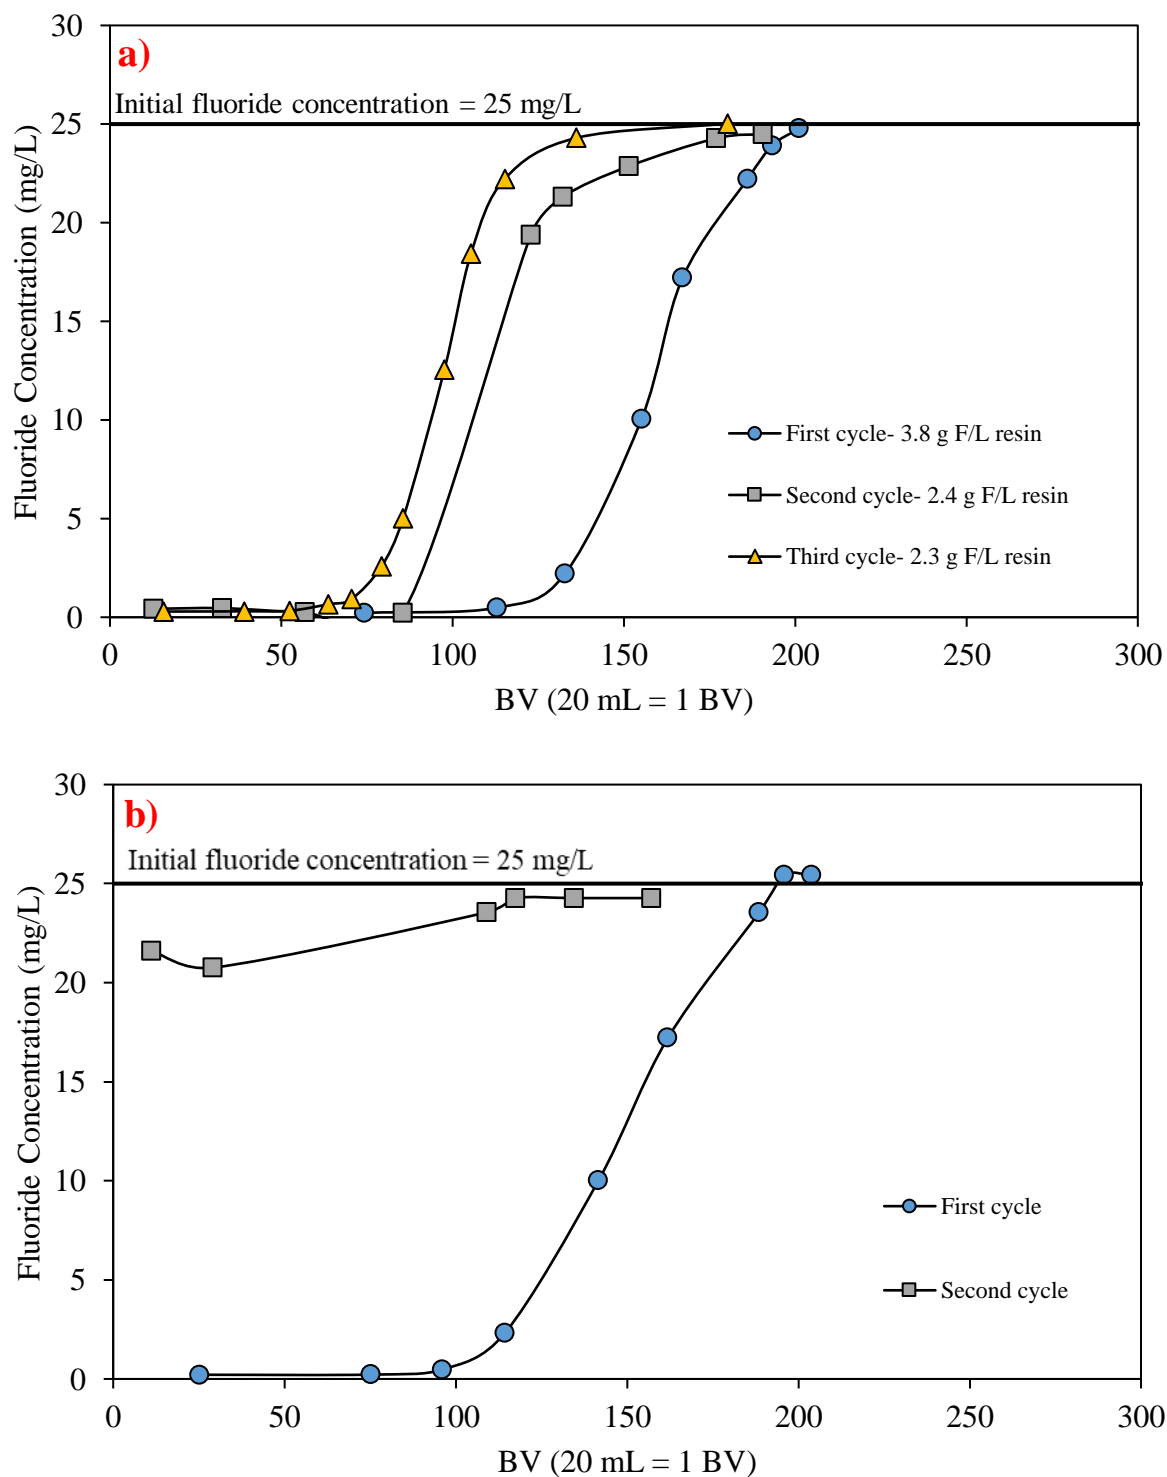 a)
Initial fluoride concentration = 25 mg/L
Fluoride Concentration (mg/L)
30
25
20
15
10
5
0
First cycle- 3.8 g F/L resin
Second cycle- 2.4 g F/L resin
Third cycle- 2.3 g F/L resin
0 50 100 150 200 250 300
BV (20 mL = 1 BV)
b)
Initial fluoride concentration = 25 mg/L
Fluoride Concentration (mg/L)
30
25
20
15
10
5
0
First cycle
Second cycle
0 50 100 150 200 250 300
BV (20 mL = 1 BV)